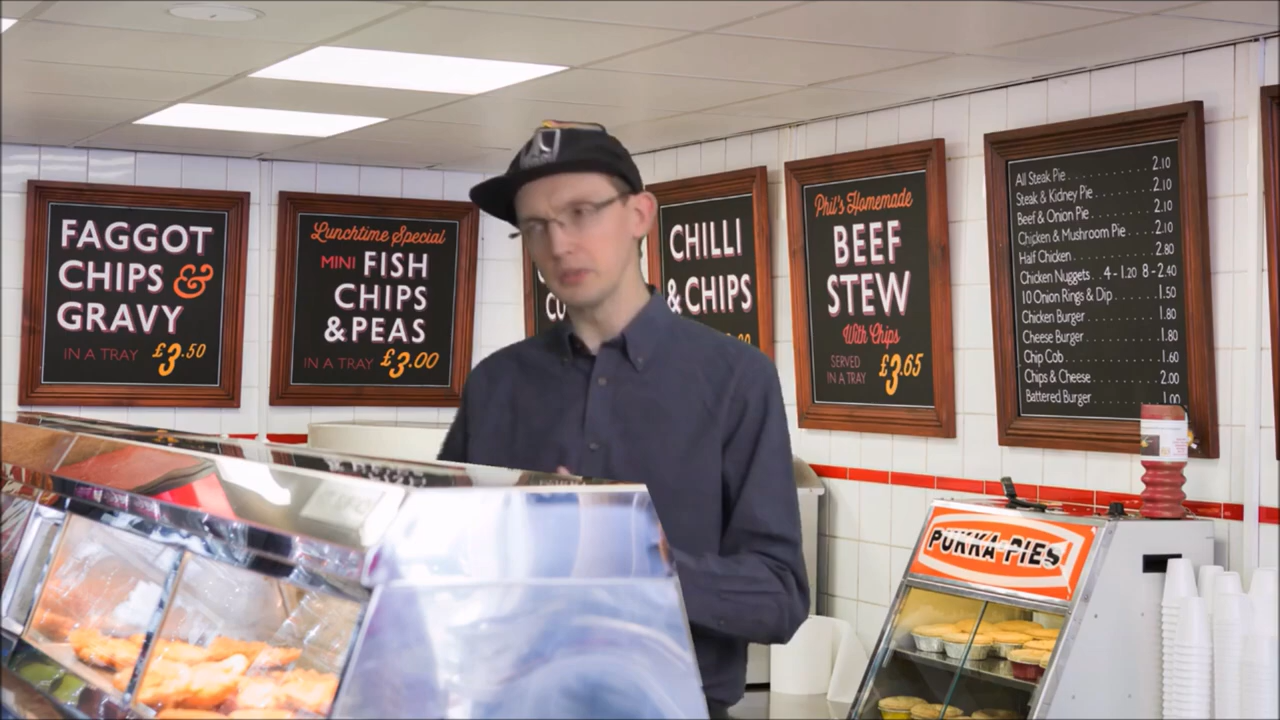 FAGGOT
CHIPS &
GRAVY
IN A TRAY £3.50
Lunchtime Special
MINI FISH
CHIPS
& PEAS
IN A TRAY £3.00
CHILLI
& CHIPS
Phil's Homemade
BEEF
STEW
With Chips
SERVED
IN A TRAY £3.65
All Steak Pie 2.10
Steak & Kidney Pie 2.10
Beef & Onion Pie 2.10
Chicken & Mushroom Pie 2.10
Half Chicken 2.80
Chicken Nuggets 4-1.20 8-2.40
10 Onion Rings & Dip 1.50
Chicken Burger 1.80
Cheese Burger 1.80
Chip Cob 1.60
Chips & Cheese 2.00
Battered Burger 1.00
PUKKA-PIES